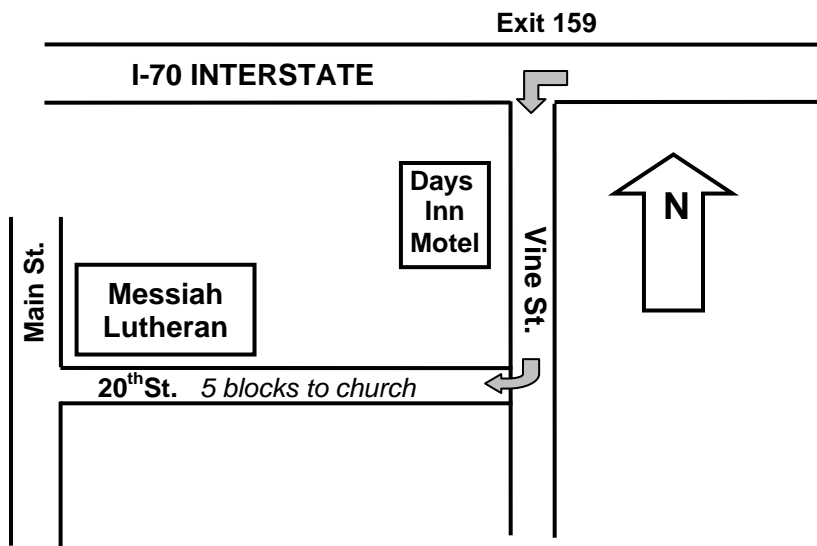 Exit 159
I-70 INTERSTATE
Days
Inn
Motel
N
Vine St.
Main St.
Messiah
Lutheran
20thSt. 5 blocks to church